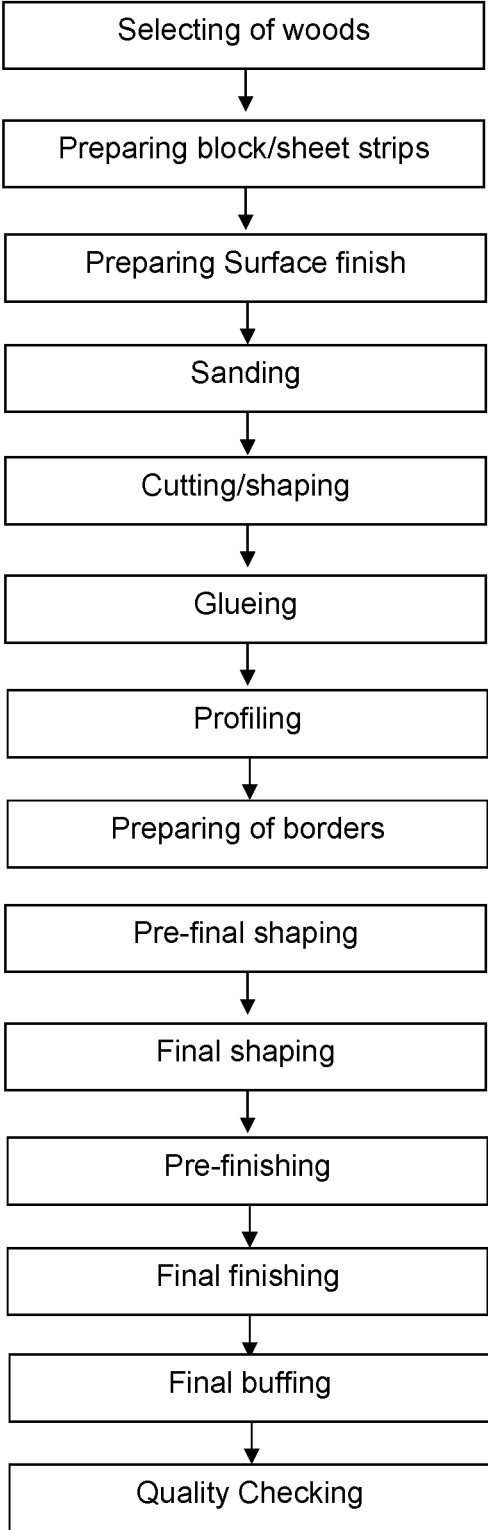 Selecting of woods
Preparing block/sheet strips
Preparing Surface finish
Sanding
Cutting/shaping
Glueing
Profiling
Preparing of borders
Pre-final shaping
Final shaping
Pre-finishing
Final finishing
Final buffing
Quality Checking